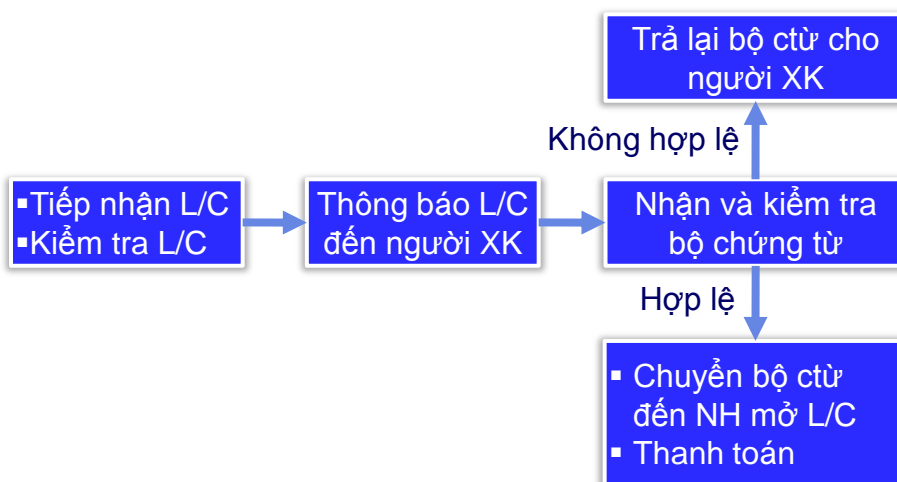 Trả lại bộ ctừ cho
người XK
Không hợp lệ
▪Tiếp nhận L/C
▪Kiểm tra L/C
Thông báo L/C
đến người XK
Nhận và kiểm tra
bộ chứng từ
Hợp lệ
▪ Chuyển bộ ctừ
đến NH mở L/C
▪ Thanh toán